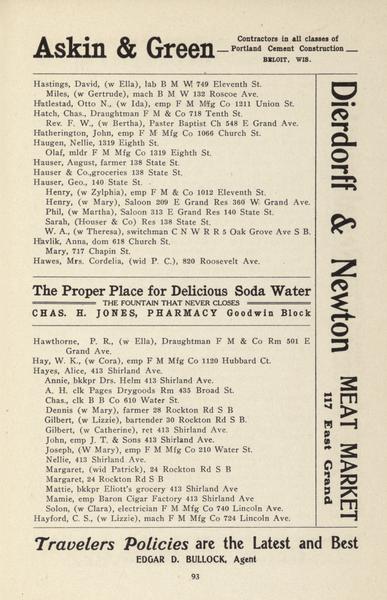 Askin & Green
Contractors in all classes of
Portland Cement Construction
BELOIT, WIS.
Hastings, David, (w Ella), lab B M W 749 Eleventh St.
Miles, (w Gertrude), mach B M W 132 Roscoe Ave.
Hatlestad, Otto N., (w Ida), emp F M Mfg Co 1211 Union St.
Hatch, Chas., Draughtman F M & Co 718 Tenth St.
Rev. F. W., (w Bertha), Paster Baptist Ch 548 E Grand Ave.
Hatherington, John, emp F M Mfg Co 1066 Church St.
Haugen, Nellie, 1319 Eighth St.
Olaf, mldr F M Mfg Co 1319 Eighth St.
Hauser, August, farmer 138 State St.
Hauser & Co., groceries 138 State St.
Hauser, Geo., 140 State St.
Henry, (w Zylphia), emp F M & Co 1012 Eleventh St.
Henry, (w Mary), Saloon 209 E Grand Res 360 W Grand Ave.
Phil, (w Martha), Saloon 313 E Grand Res 140 State St.
Sarah, (Houser & Co) Res 138 State St.
W. A., (w Theresa), switchman C N W R R 5 Oak Grove Ave S B.
Havlik, Anna, dom 618 Church St.
Mary, 717 Chapin St.
Hawes, Mrs. Cordelia, (wid P C.), 820 Roosevelt Ave.
The Proper Place for Delicious Soda Water
THE FOUNTAIN THAT NEVER CLOSES
CHAS. H. JONES, PHARMACY Goodwin Block
Hawthorne, P. R., (w Ella), Draughtman F M & Co Rm 501 E
Grand Ave.
Hay, W. K., (w Cora), emp F M Mfg Co 1120 Hubbard Ct.
Hayes, Alice, 413 Shirland Ave.
Annie, bkkpr Drs. Helm 413 Shirland Ave.
A. H. clk Pages Drygoods Rm 435 Broad St.
Chas., clk B B Co 610 Water St.
Dennis (w Mary), farmer 28 Rockton Rd S B
Gilbert, (w Lizzie), bartender 30 Rockton Rd S B.
Gilbert, (w Catherine), ret 413 Shirland Ave.
John, emp J. T. & Sons 413 Shirland Ave.
Joseph, (W Mary), emp F M Mfg Co 210 Water St.
Nellie, 413 Shirland Ave.
Margaret, (wid Patrick), 24 Rockton Rd S B
Margaret, 24 Rockton Rd S B
Mattie, bkkpr Eliott's grocery 413 Shirland Ave
Mamie, emp Baron Cigar Factory 413 Shirland Ave
Solon, (w Clara), electrician F M Mfg Co 740 Lincoln Ave.
Hayford, C. S., (w Lizzie), mach F M Mfg Co 724 Lincoln Ave.
Dierdorff & Newton
MEAT MARKET
117 East Grand
Travelers Policies are the Latest and Best
EDGAR D. BULLOCK, Agent
93